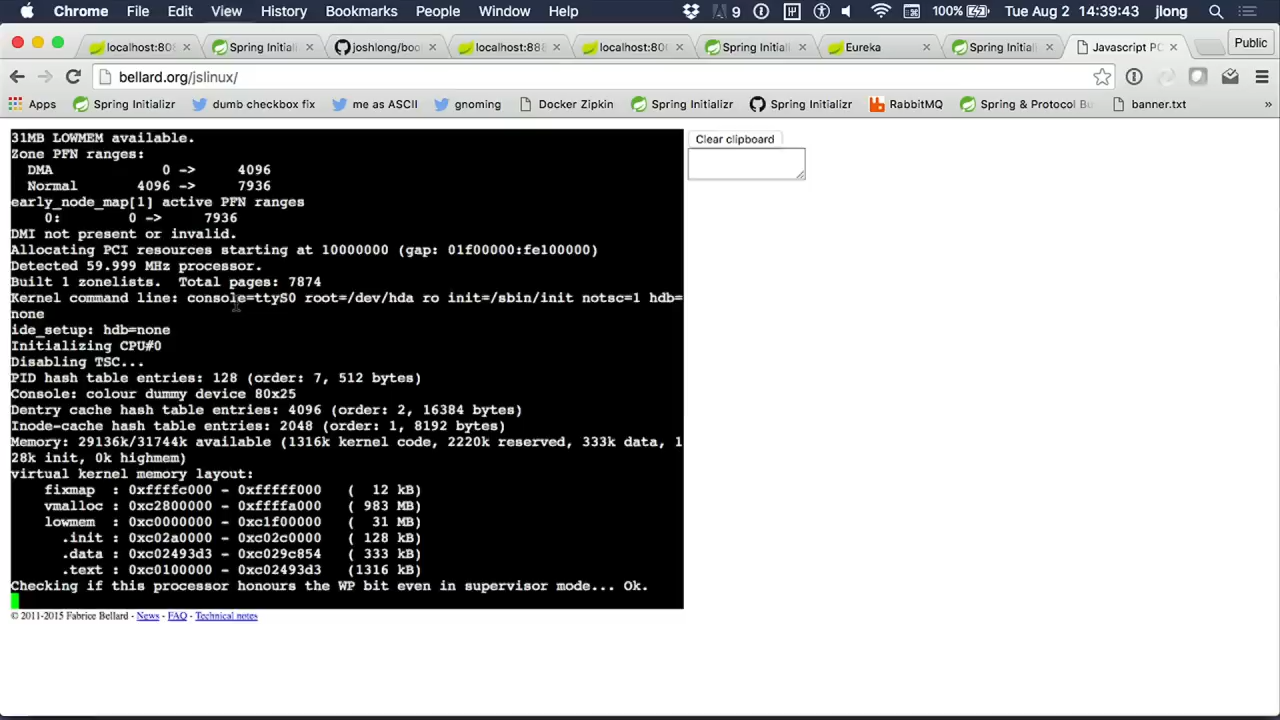 Chrome File Edit View History Bookmarks People Window Help 9 100% Tue Aug 2 14:39:43 jlong
localhost:808 Spring Initiali joshlong/boo localhost:888 localhost:80 Spring Initiali Eureka Spring Initiali Javascript PC Public
bellard.org/jslinux/
Apps Spring Initializr dumb checkbox fix me as ASCII gnoming Docker Zipkin Spring Initializr Spring Initializr RabbitMQ Spring & Protocol Bu banner.txt »
31MB LOWMEM available.
Zone PFN ranges:
DMA 0 -> 4096
Normal 4096 -> 7936
early_node_map[1] active PFN ranges
0: 0 -> 7936
DMI not present or invalid.
Allocating PCI resources starting at 10000000 (gap: 01f00000:fe100000)
Detected 59.999 MHz processor.
Built 1 zonelists. Total pages: 7874
Kernel command line: console=ttyS0 root=/dev/hda ro init=/sbin/init notsc=1 hdb=
none
ide_setup: hdb=none
Initializing CPU#0
Disabling TSC...
PID hash table entries: 128 (order: 7, 512 bytes)
Console: colour dummy device 80x25
Dentry cache hash table entries: 4096 (order: 2, 16384 bytes)
Inode-cache hash table entries: 2048 (order: 1, 8192 bytes)
Memory: 29136k/31744k available (1316k kernel code, 2220k reserved, 333k data, 1
28k init, 0k highmem)
virtual kernel memory layout:
fixmap : 0xffffc000 - 0xfffff000 ( 12 kB)
vmalloc : 0xc2800000 - 0xffffa000 ( 983 MB)
lowmem : 0xc0000000 - 0xc1f00000 ( 31 MB)
.init : 0xc02a0000 - 0xc02c0000 ( 128 kB)
.data : 0xc02493d3 - 0xc029c854 ( 333 kB)
.text : 0xc0100000 - 0xc02493d3 (1316 kB)
Checking if this processor honours the WP bit even in supervisor mode... Ok.
Clear clipboard
© 2011-2015 Fabrice Bellard - News - FAQ - Technical notes